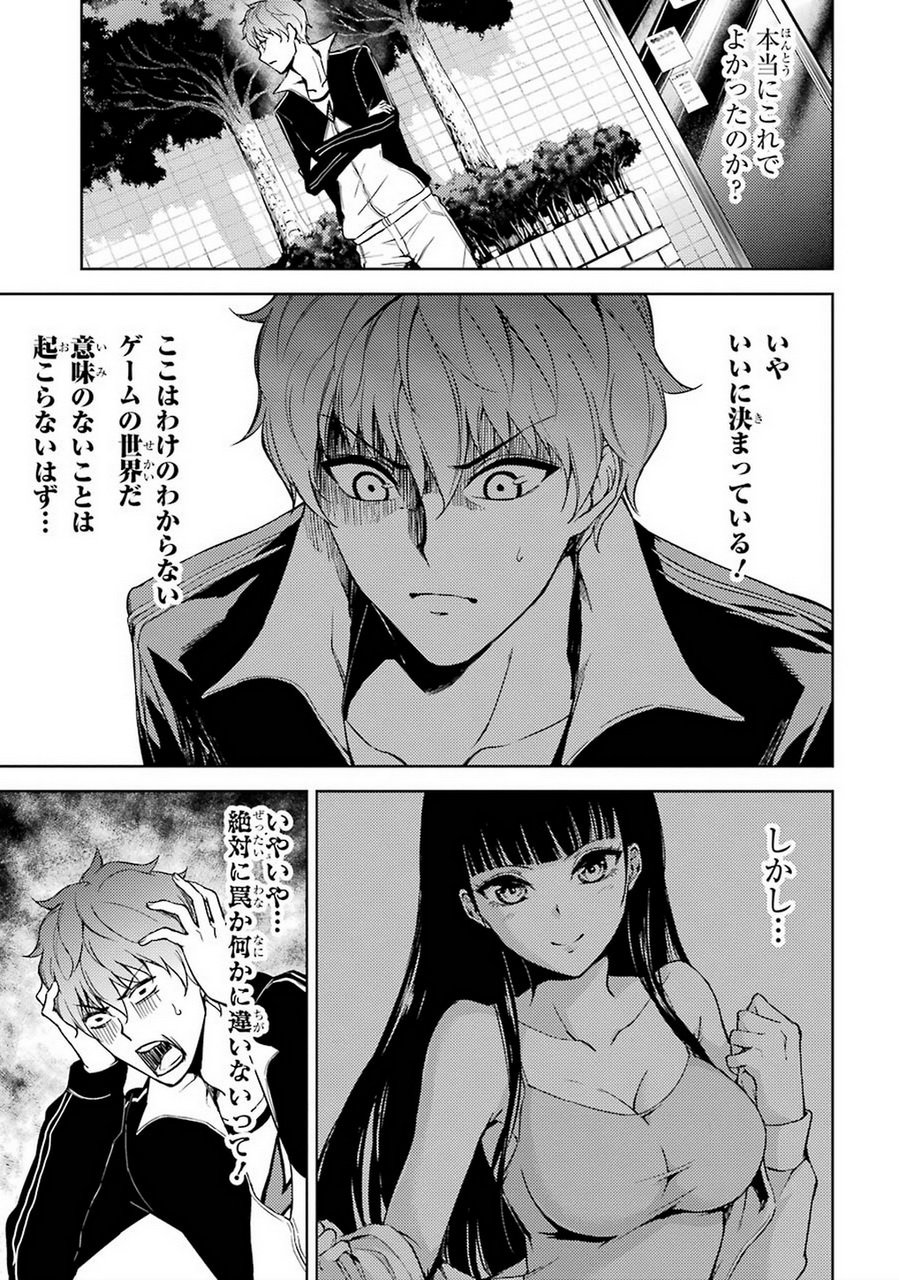 本当にこれで
よかったのか？
いや
いいに決まっている！
ここはわけのわからない
ゲームの世界だ
意味のないことは
起こらないはず…
しかし…
いやいや…
絶対に罠か何かに違いないって！